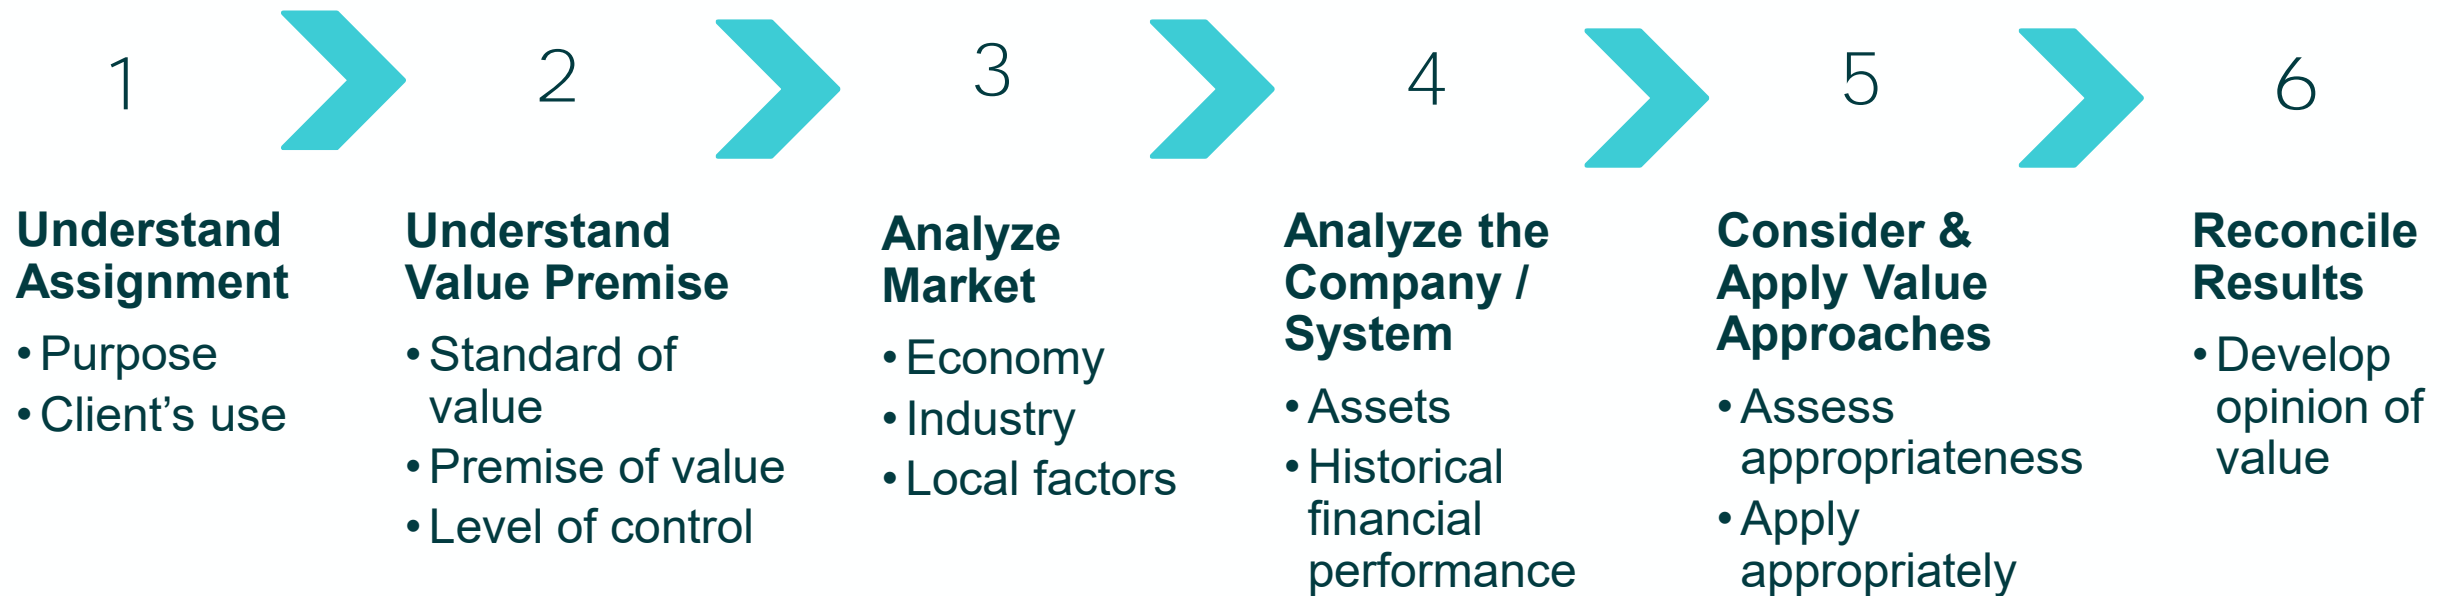 1
Understand
Assignment
•Purpose
•Client’s use
2
Understand
Value Premise
•Standard of
value
•Premise of value
•Level of control
3
Analyze
Market
•Economy
•Industry
•Local factors
4
Analyze the
Company /
System
•Assets
•Historical
financial
performance
5
Consider &
Apply Value
Approaches
•Assess
appropriateness
•Apply
appropriately
6
Reconcile
Results
•Develop
opinion of
value